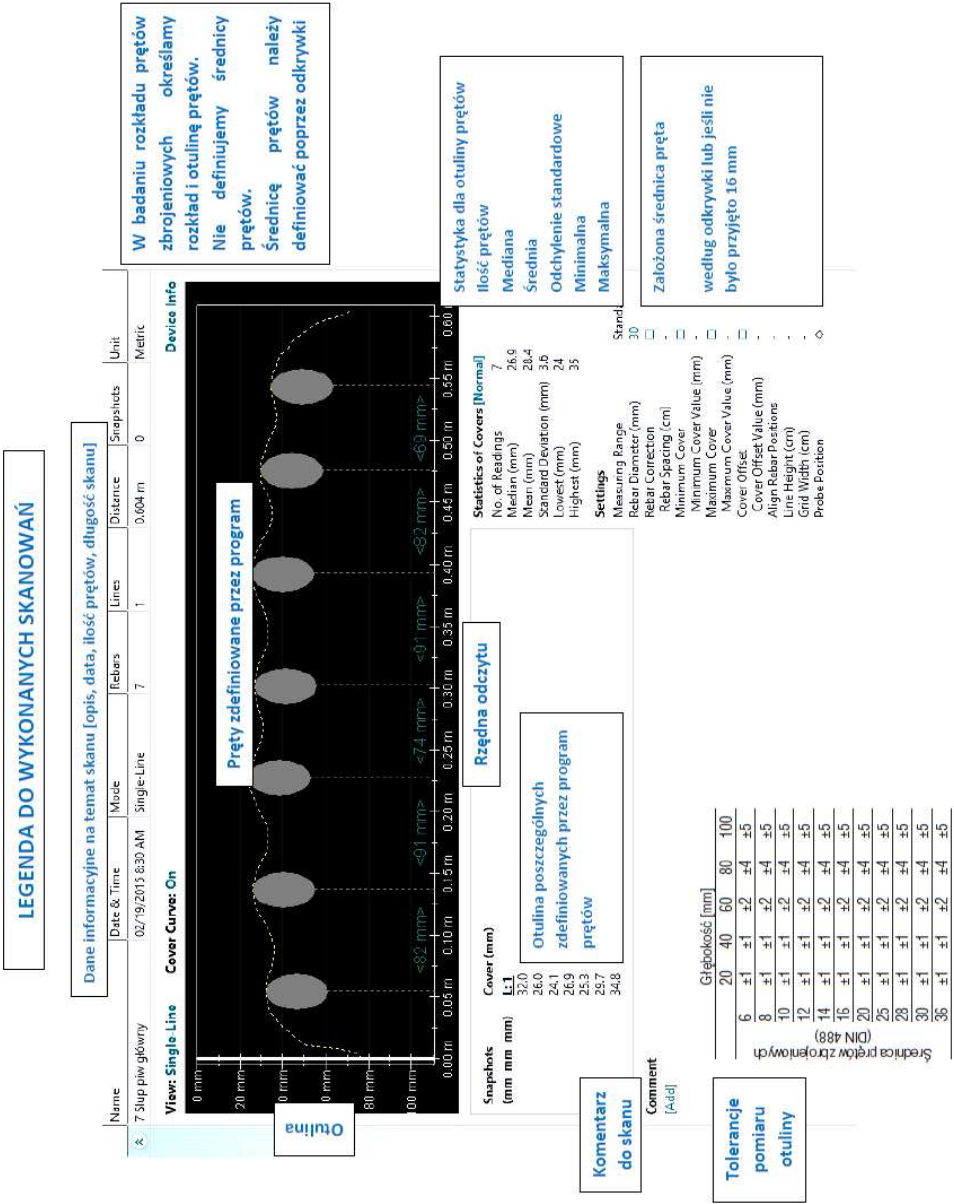 LEGENDA DO WYKONANYCH SKANOWAŃ
Dane informacyjne na temat skanu [opis, data, ilość prętów, długość skanu]
Name Date & Time Mode Rebars Lines Distance Snapshots Unit
7 Słup piw główny 02/19/2015 8:30 AM Single-Line 7 1 0.604 m 0 Metric
View: Single-Line Cover Curve: On Device Info
W badaniu rozkładu prętów
zbrojeniowych określamy
rozkład i otulinę prętów.
Nie definiujemy średnicy
prętów.
Średnicę prętów należy
definiować poprzez odkrywki
Pręty zdefiniowane przez program
0 mm
20 mm
80 mm
100 mm
Otulina
<82 mm> <91 mm> <74 mm> <91 mm> <82 mm> <69 mm>
0.00 m 0.05 m 0.10 m 0.15 m 0.20 m 0.25 m 0.30 m 0.35 m 0.40 m 0.45 m 0.50 m 0.55 m 0.60
Rzędna odczytu
Snapshots Cover (mm)
(mm mm mm) L: 1
32.0
26.0
24.1
26.9
25.3
29.7
34.8
Otulina poszczególnych
zdefiniowanych przez program
prętów
Komentarz
do skanu
Comment
[Add]
Statistics of Covers [Normal]
No. of Readings 7
Median (mm) 26.9
Mean (mm) 28.4
Standard Deviation (mm) 3.6
Lowest (mm) 24
Highest (mm) 35
Settings
Measuring Range Standa
Rebar Diameter (mm) 30
Rebar Correction
Rebar Spacing [cm] -
Minimum Cover
Minimum Cover Value [mm] -
Maximum Cover
Maximum Cover Value (mm) -
Cover Offset
Cover Offset Value (mm) -
Align Rebar Positions -
Line Height (cm) -
Grid Width (cm) -
Probe Position
Statystyka dla otuliny prętów
Ilość prętów
Mediana
Średnia
Odchylenie standardowe
Minimalna
Maksymalna
Założona średnica pręta
według odkrywki lub jeśli nie
było przyjęto 16 mm
Tolerancje
pomiaru
otuliny
Głębokość [mm]
20 40 60 80 100
Średnica prętów zbrojeniowych
(DIN 488)
6 ±1 ±1 ±2 ±4 ±5
8 ±1 ±1 ±2 ±4 ±5
10 ±1 ±1 ±2 ±4 ±5
12 ±1 ±1 ±2 ±4 ±5
14 ±1 ±1 ±2 ±4 ±5
16 ±1 ±1 ±2 ±4 ±5
20 ±1 ±1 ±2 ±4 ±5
25 ±1 ±1 ±2 ±4 ±5
28 ±1 ±1 ±2 ±4 ±5
30 ±1 ±1 ±2 ±4 ±5
36 ±1 ±1 ±2 ±4 ±5